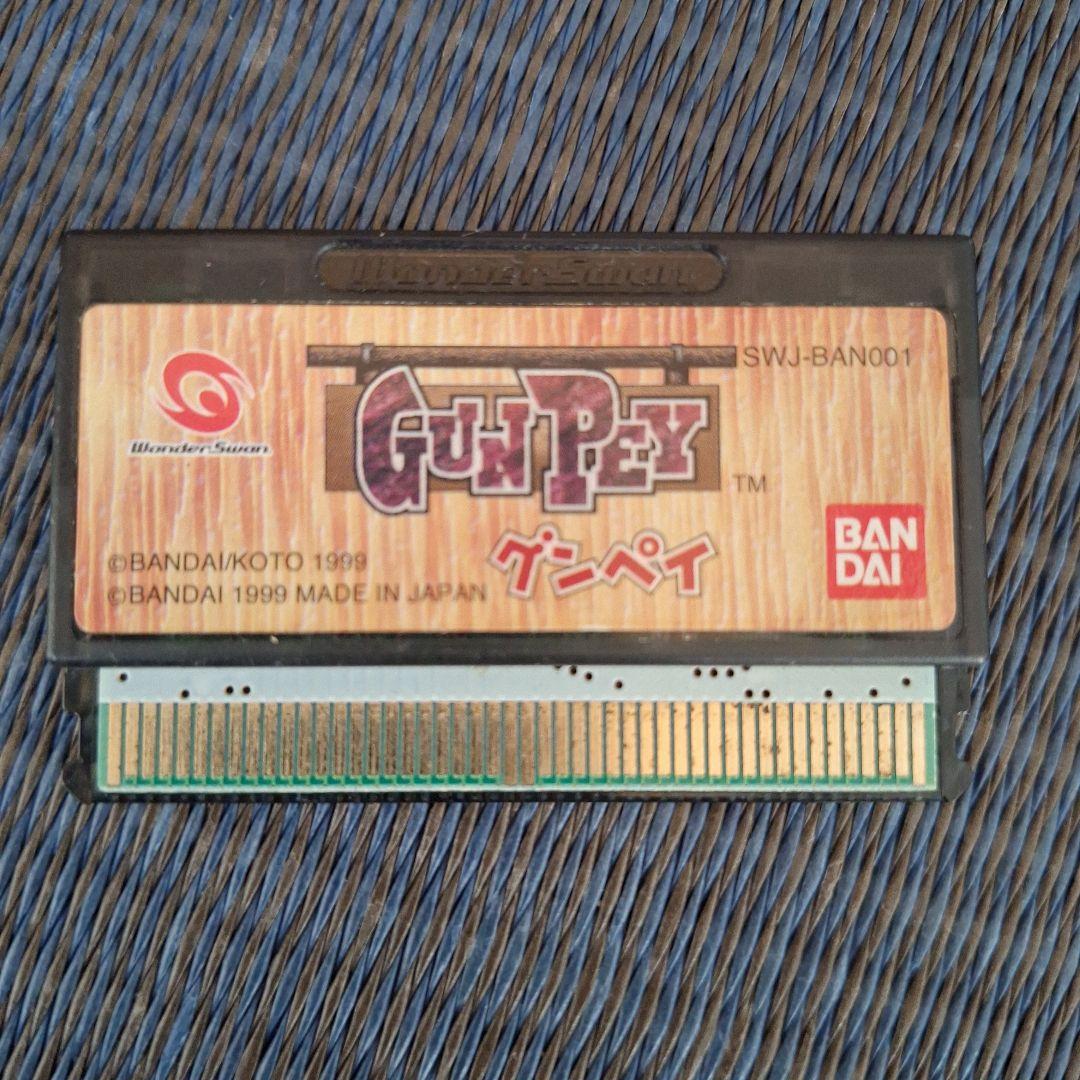 WonderSwan
SWJ-BAN001
GUNPEY
TM
WonderSwan
グンペイ
BAN
DAI
©BANDAI/KOTO 1999
©BANDAI 1999 MADE IN JAPAN